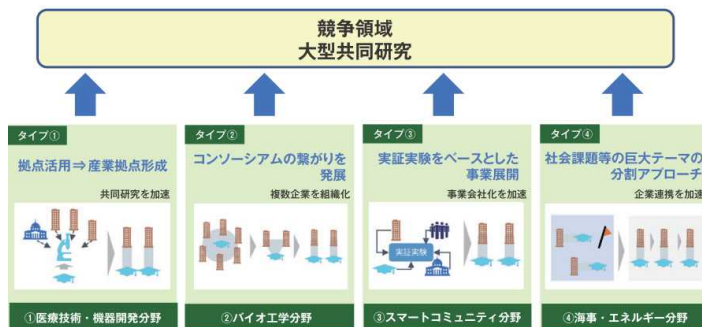 競争領域
大型共同研究
タイプ①
拠点活用⇒産業拠点形成
共同研究を加速
①医療技術・機器開発分野
タイプ②
コンソーシアムの繋がりを
発展
複数企業を組織化
②バイオ工学分野
タイプ③
実証実験をベースとした
事業展開
事業会社化を加速
実証実験
③スマートコミュニティ分野
タイプ④
社会課題等の巨大テーマの
分割アプローチ
企業連携を加速
④海事・エネルギー分野